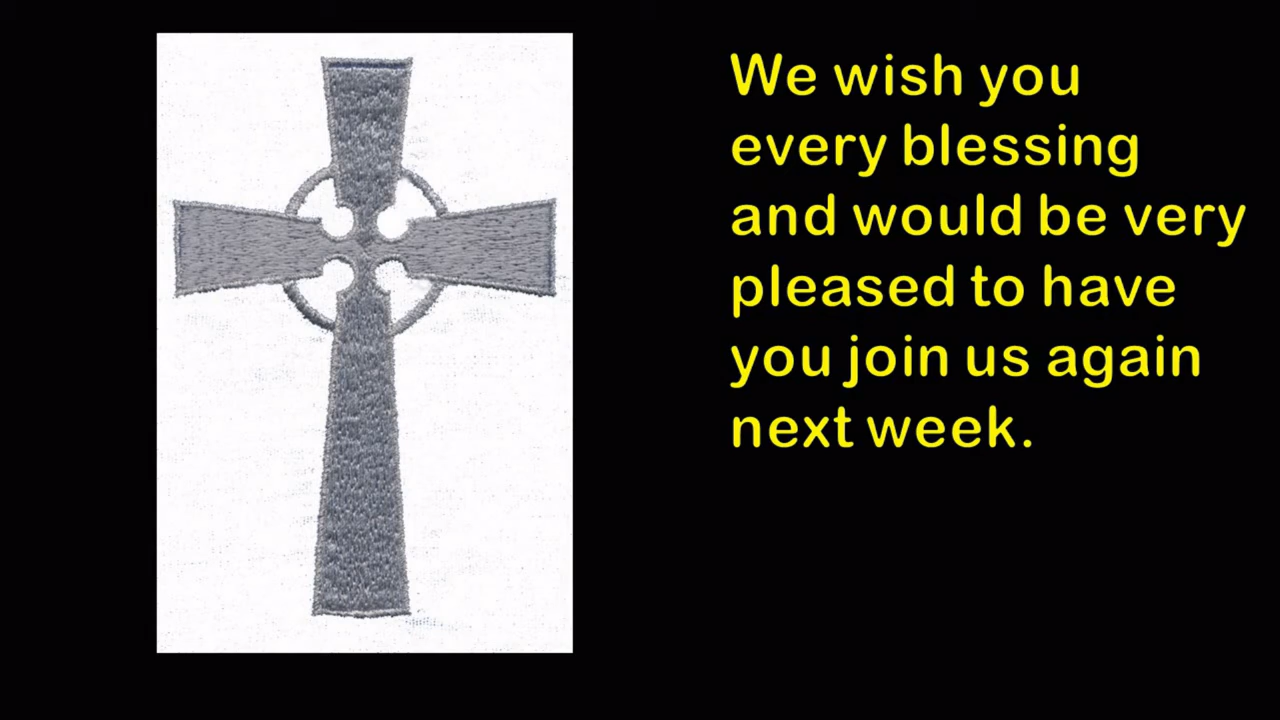 We wish you
every blessing
and would be very
pleased to have
you join us again
next week.